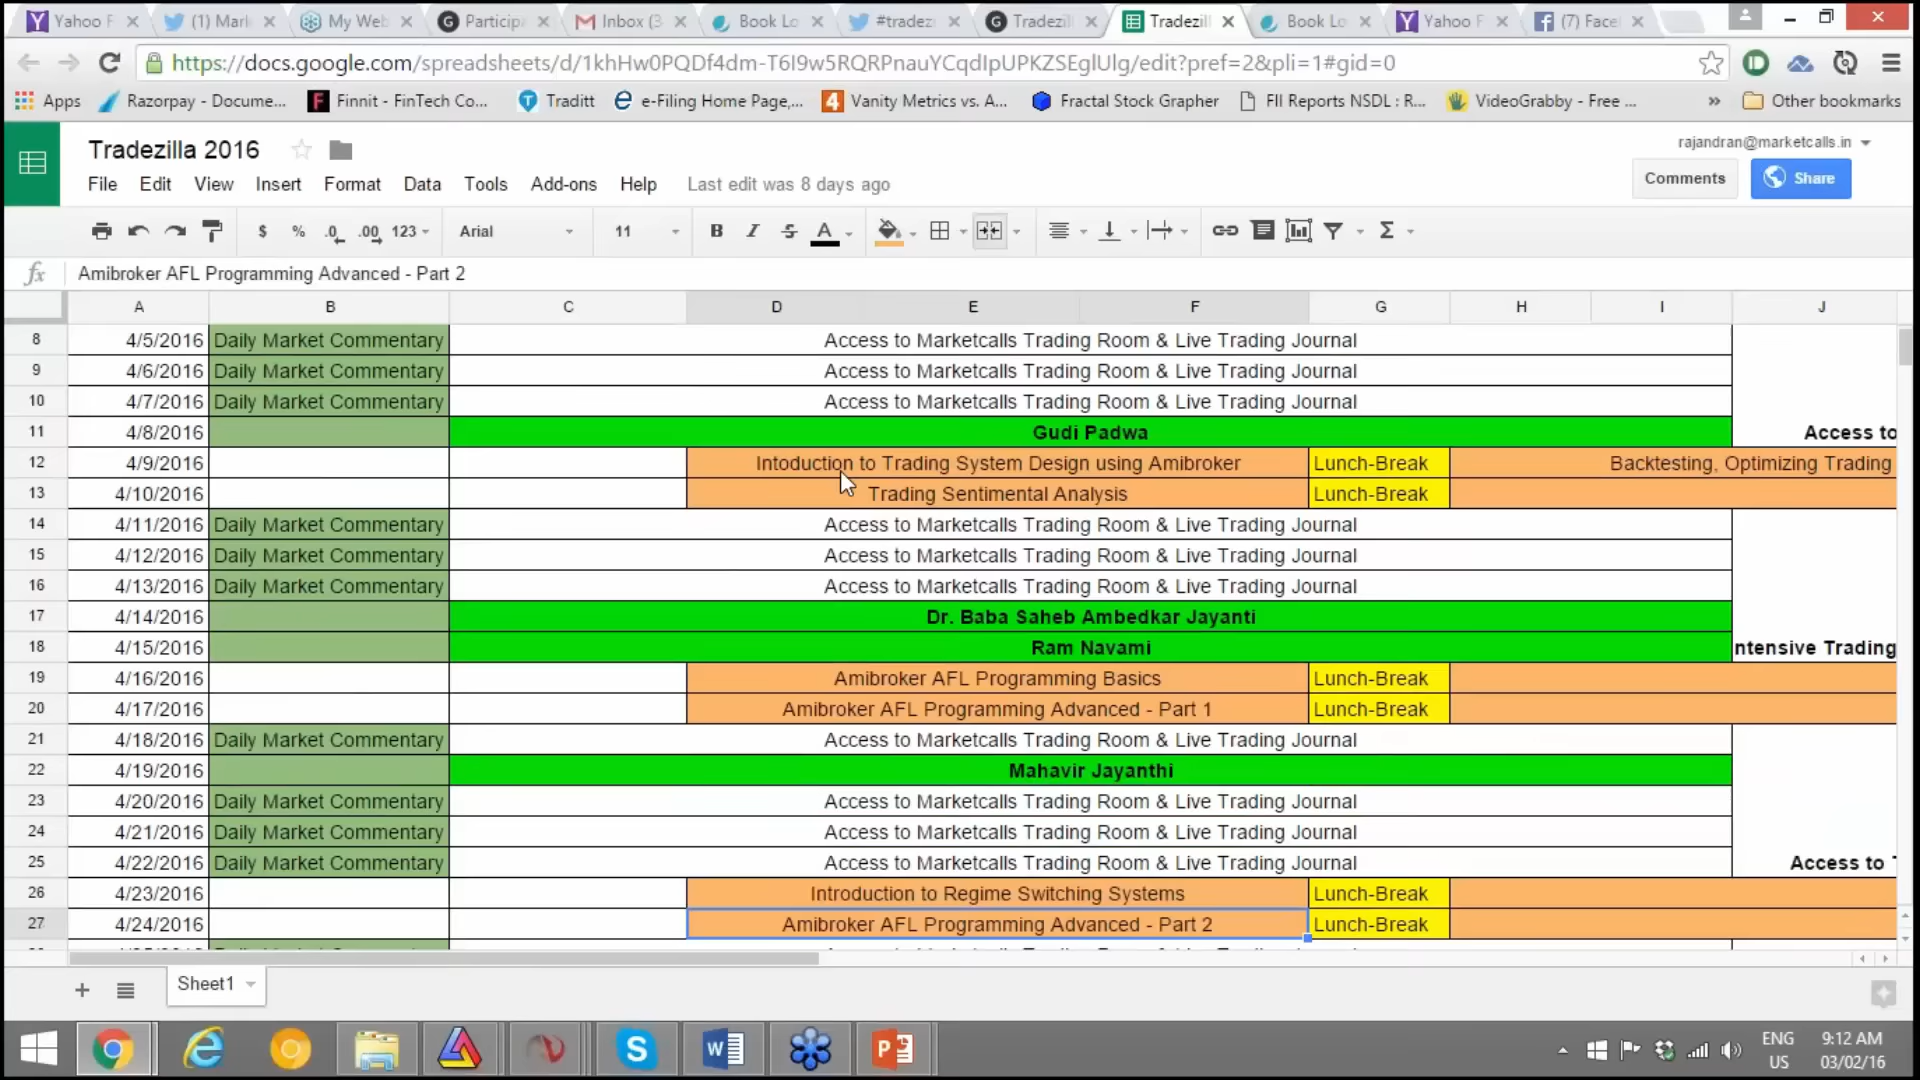 Yahoo F
(1) Mark
My Web
Particip
Inbox (3
Book Lo
#tradez
Tradezil
Tradezill
Book Lo
Yahoo F
(7) Face
https://docs.google.com/spreadsheets/d/1khHw0PQDf4dm-T6I9w5RQRPnauYCqdIpUPKZSEglUlg/edit?pref=2&pli=1#gid=0
Apps
Razorpay - Docume...
Finnit - FinTech Co...
Traditt
e-Filing Home Page,...
Vanity Metrics vs. A...
Fractal Stock Grapher
FII Reports NSDL : R...
VideoGrabby - Free ...
»
Other bookmarks
Tradezilla 2016
rajandran@marketcalls.in
File Edit View Insert Format Data Tools Add-ons Help Last edit was 8 days ago
Comments
Share
$ % .0 .00 123 Arial 11 B I S A Σ
fx Amibroker AFL Programming Advanced - Part 2
A B C D E F G H I J
8 4/5/2016 Daily Market Commentary Access to Marketcalls Trading Room & Live Trading Journal
9 4/6/2016 Daily Market Commentary Access to Marketcalls Trading Room & Live Trading Journal
10 4/7/2016 Daily Market Commentary Access to Marketcalls Trading Room & Live Trading Journal
11 4/8/2016 Gudi Padwa Access to
12 4/9/2016 Intoduction to Trading System Design using Amibroker Lunch-Break Backtesting, Optimizing Trading
13 4/10/2016 Trading Sentimental Analysis Lunch-Break
14 4/11/2016 Daily Market Commentary Access to Marketcalls Trading Room & Live Trading Journal
15 4/12/2016 Daily Market Commentary Access to Marketcalls Trading Room & Live Trading Journal
16 4/13/2016 Daily Market Commentary Access to Marketcalls Trading Room & Live Trading Journal
17 4/14/2016 Dr. Baba Saheb Ambedkar Jayanti
18 4/15/2016 Ram Navami ntensive Trading
19 4/16/2016 Amibroker AFL Programming Basics Lunch-Break
20 4/17/2016 Amibroker AFL Programming Advanced - Part 1 Lunch-Break
21 4/18/2016 Daily Market Commentary Access to Marketcalls Trading Room & Live Trading Journal
22 4/19/2016 Mahavir Jayanthi
23 4/20/2016 Daily Market Commentary Access to Marketcalls Trading Room & Live Trading Journal
24 4/21/2016 Daily Market Commentary Access to Marketcalls Trading Room & Live Trading Journal
25 4/22/2016 Daily Market Commentary Access to Marketcalls Trading Room & Live Trading Journal Access to
26 4/23/2016 Introduction to Regime Switching Systems Lunch-Break
27 4/24/2016 Amibroker AFL Programming Advanced - Part 2 Lunch-Break
Sheet1
ENG 9:12 AM
US 03/02/16